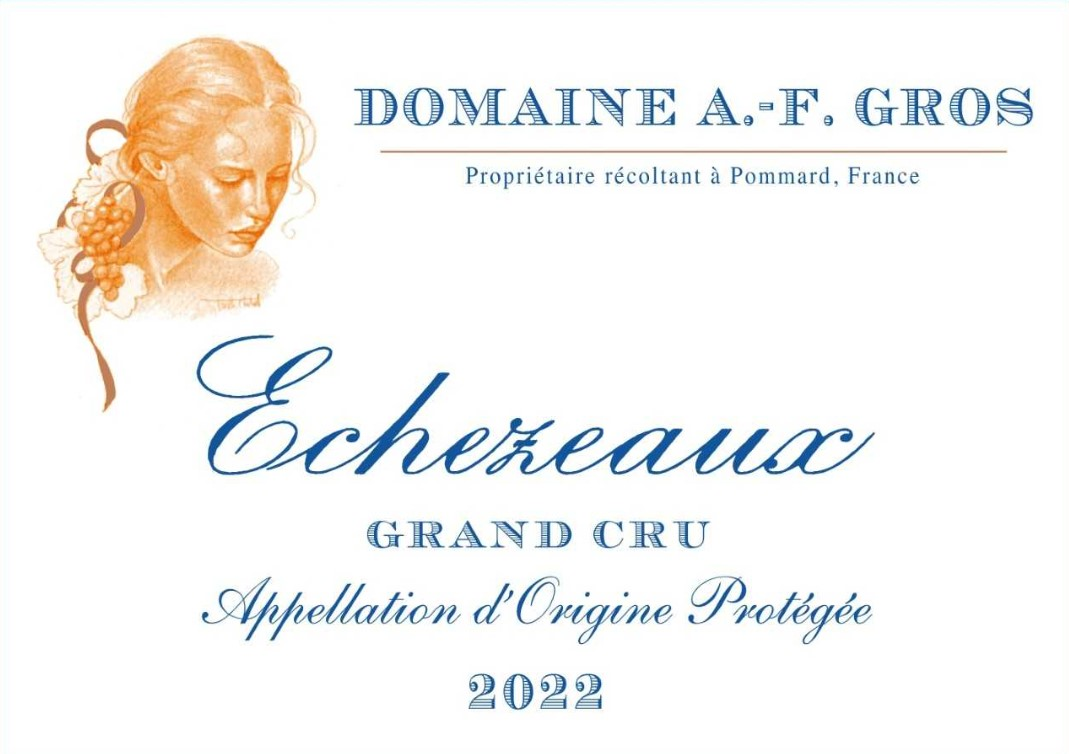 DOMAINE A.-F. GROS
Propriétaire récoltant à Pommard, France
Echezeaux
GRAND CRU
Appellation d'Origine Protégée
2022